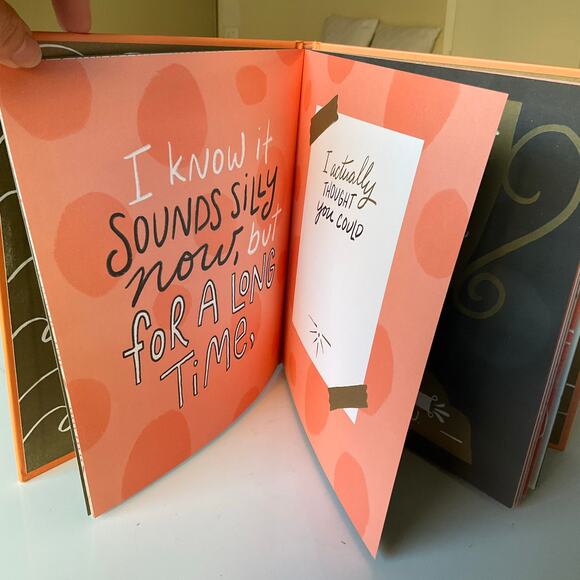 I KNOW it
SOUNDS SiLLY
now, but
foR A LONG
TiMe,
I actually
THOUGHT
you COULD